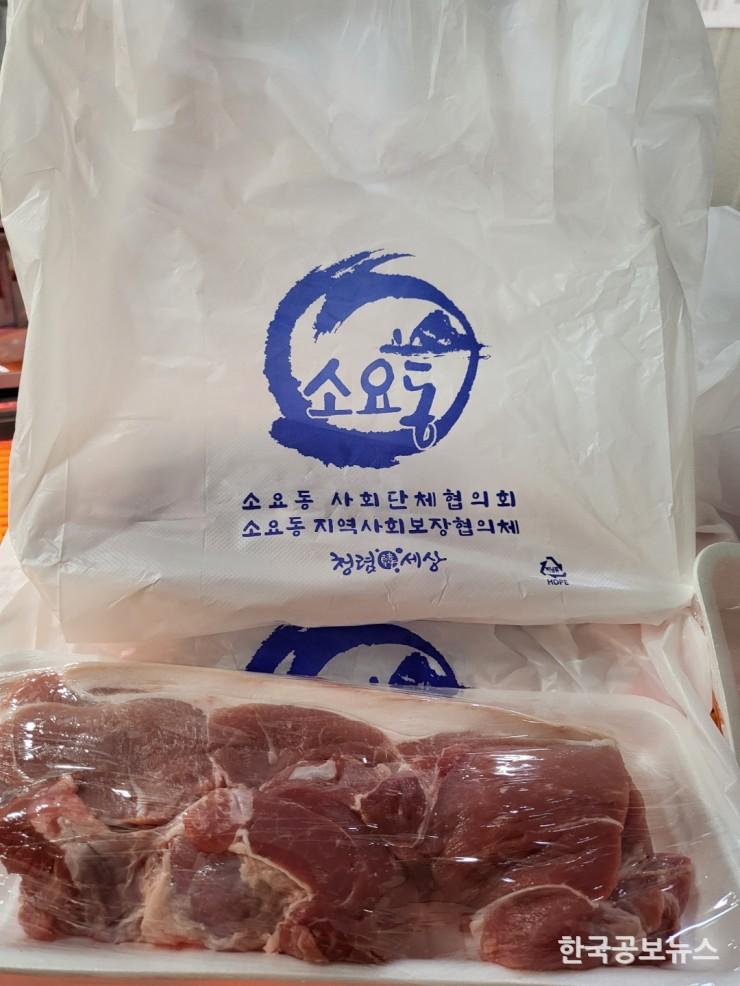 소요동
소요동 사회단체협의회
소요동 지역사회보장협의체
청렴 세상
HDPE
한국공보뉴스